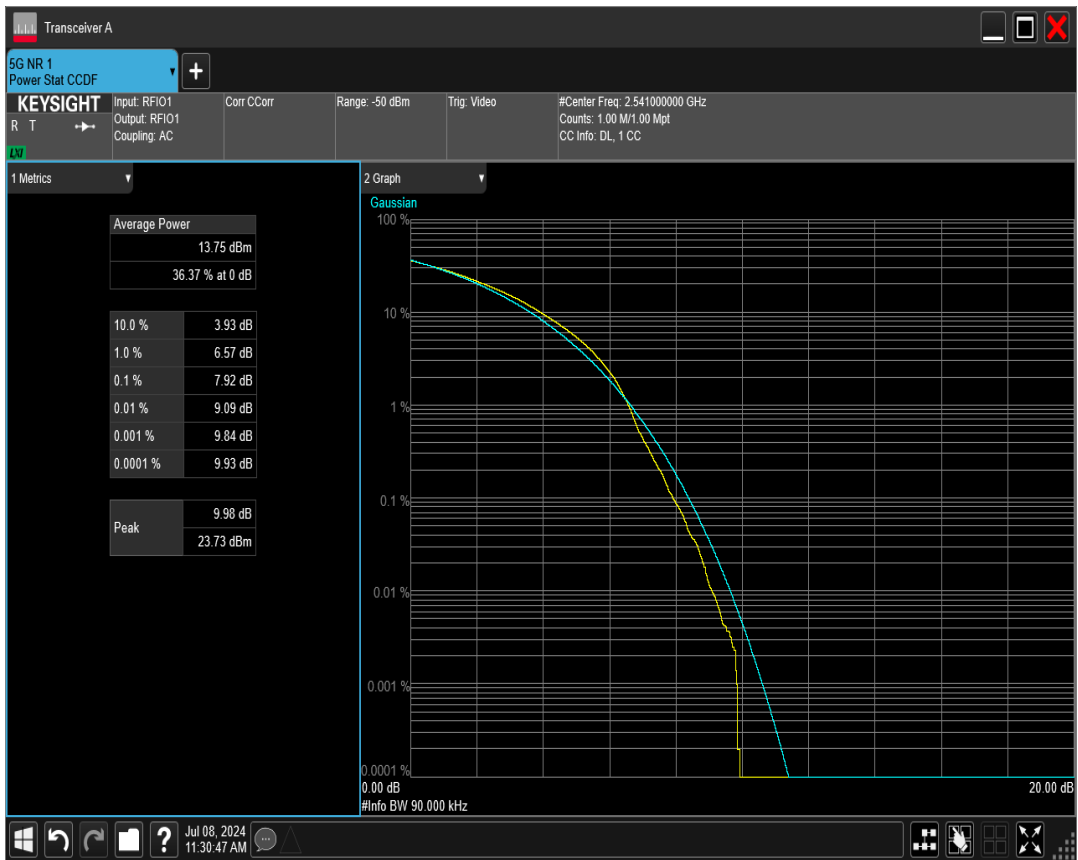 Transceiver A
5G NR 1
Power Stat CCDF
KEYSIGHT
R T
LXI
Input: RFIO1
Output: RFIO1
Coupling: AC
Corr CCorr
Range: -50 dBm
Trig: Video
#Center Freq: 2.541000000 GHz
Counts: 1.00 M/1.00 Mpt
CC Info: DL, 1 CC
1 Metrics
Average Power
13.75 dBm
36.37 % at 0 dB
10.0 % 3.93 dB
1.0 % 6.57 dB
0.1 % 7.92 dB
0.01 % 9.09 dB
0.001 % 9.84 dB
0.0001 % 9.93 dB
Peak
9.98 dB
23.73 dBm
2 Graph
Gaussian
100 %
10 %
1 %
0.1 %
0.01 %
0.001 %
0.0001 %
0.00 dB 20.00 dB
#Info BW 90.000 kHz
Jul 08, 2024
11:30:47 AM